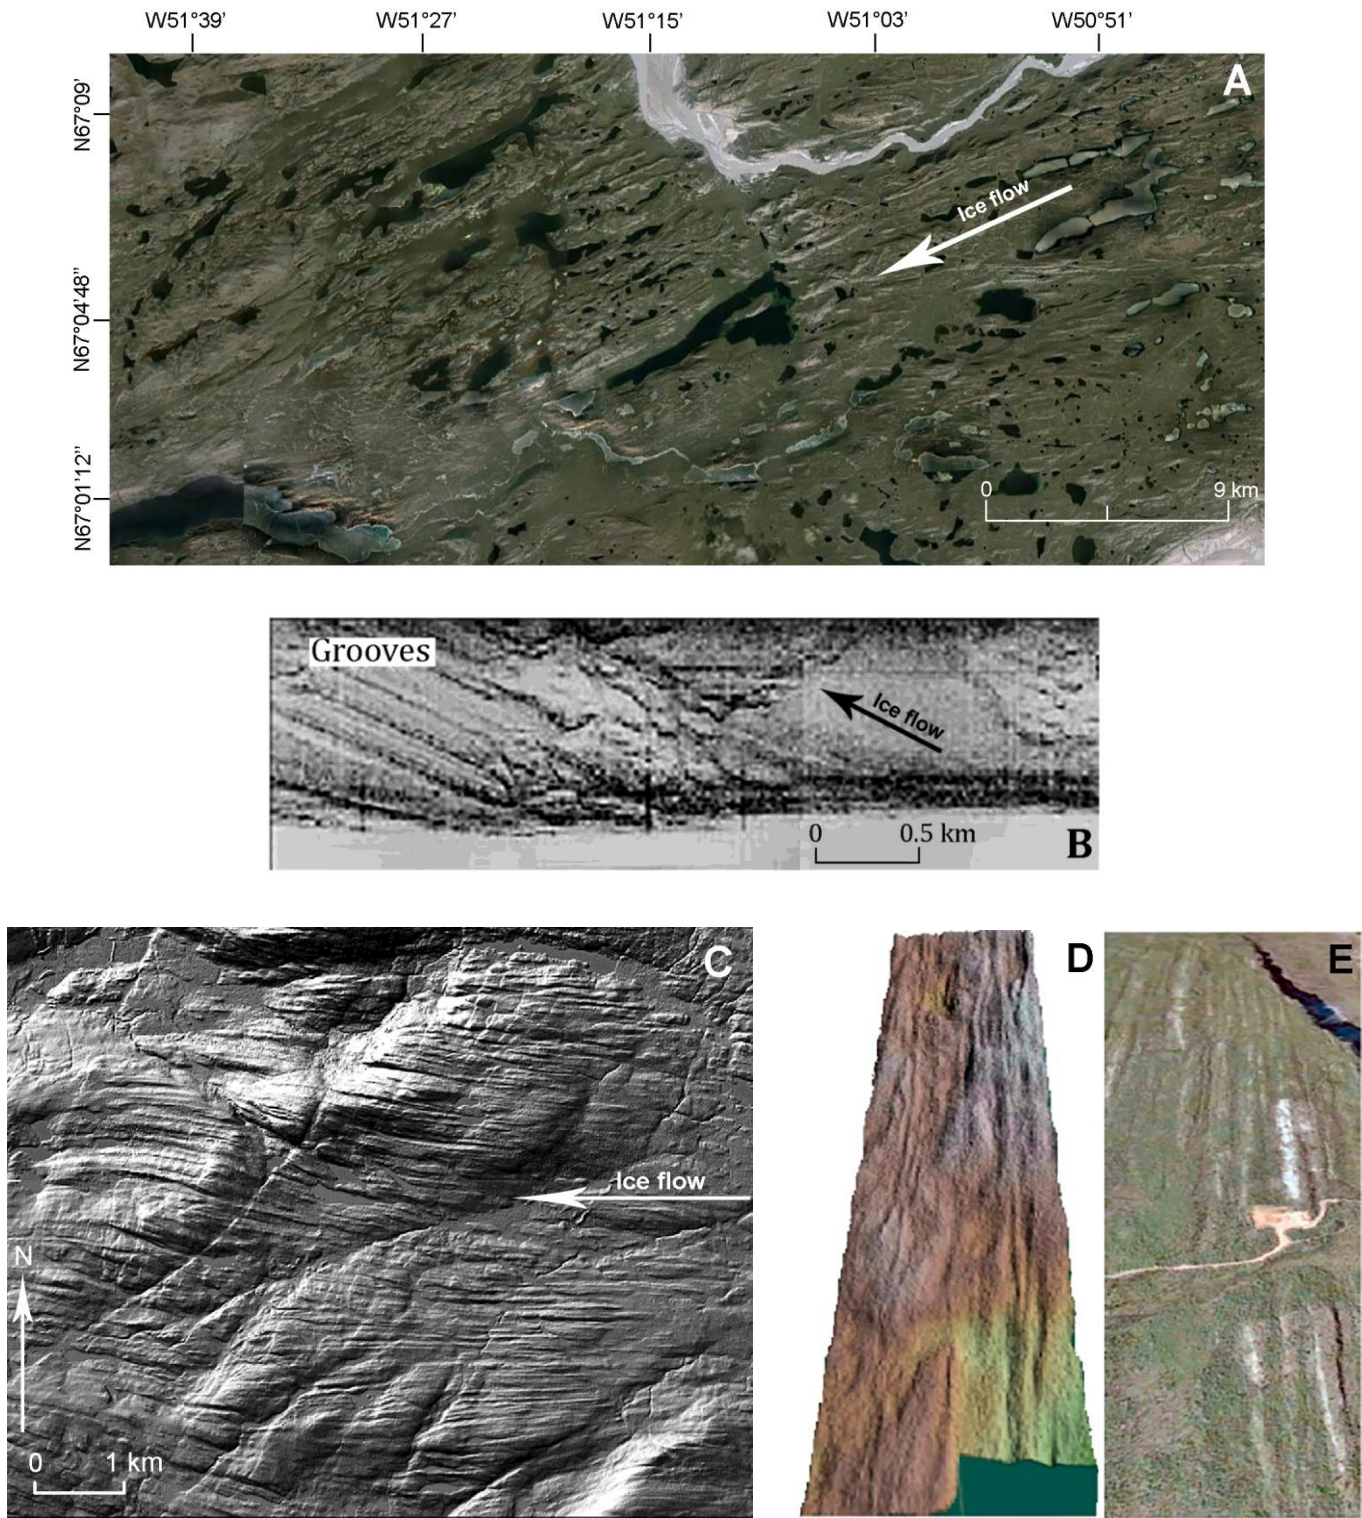 W51°39’ W51°27’ W51°15’ W51°03’ W50°51’
A
N67°09’
Ice flow
N67°04’48”
N67°01’12”
0 9 km
Grooves
Ice flow
0 0.5 km
B
C
Ice flow
N
0 1 km
D
E